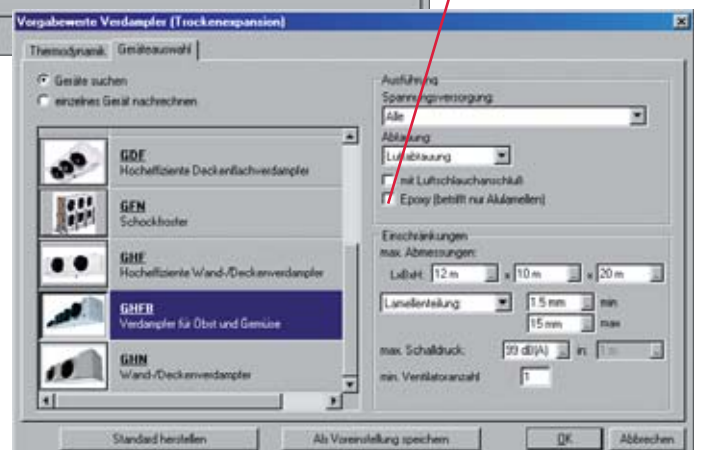 Vorgabewerte Verdampfer (Trockenexpansion)
Thermodynamik Geräteauswahl
Geräte suchen
einzelnes Gerät nachrechnen
GDF
Hocheffiziente Deckenflachverdampfer
GFN
Schockfroster
GHF
Hocheffiziente Wand-/Deckenverdampfer
GHFB
Verdampfer für Obst und Gemüse
GHN
Wand-/Deckenverdampfer
Ausführung
Spannungsversorgung:
Alle
Abtauung:
Luftabtauung
mit Luftschlauchanschluß
Epoxy (betrifft nur Alulamellen)
Einschränkungen
max. Abmessungen:
LxBxH: 12 m x 10 m x 20 m
Lamellenteilung: 1.5 mm min
15 mm max
max. Schalldruck: 99 dB(A) in: 1 m
min. Ventilatoranzahl 1
Standard herstellen Als Voreinstellung speichern OK Abbrechen